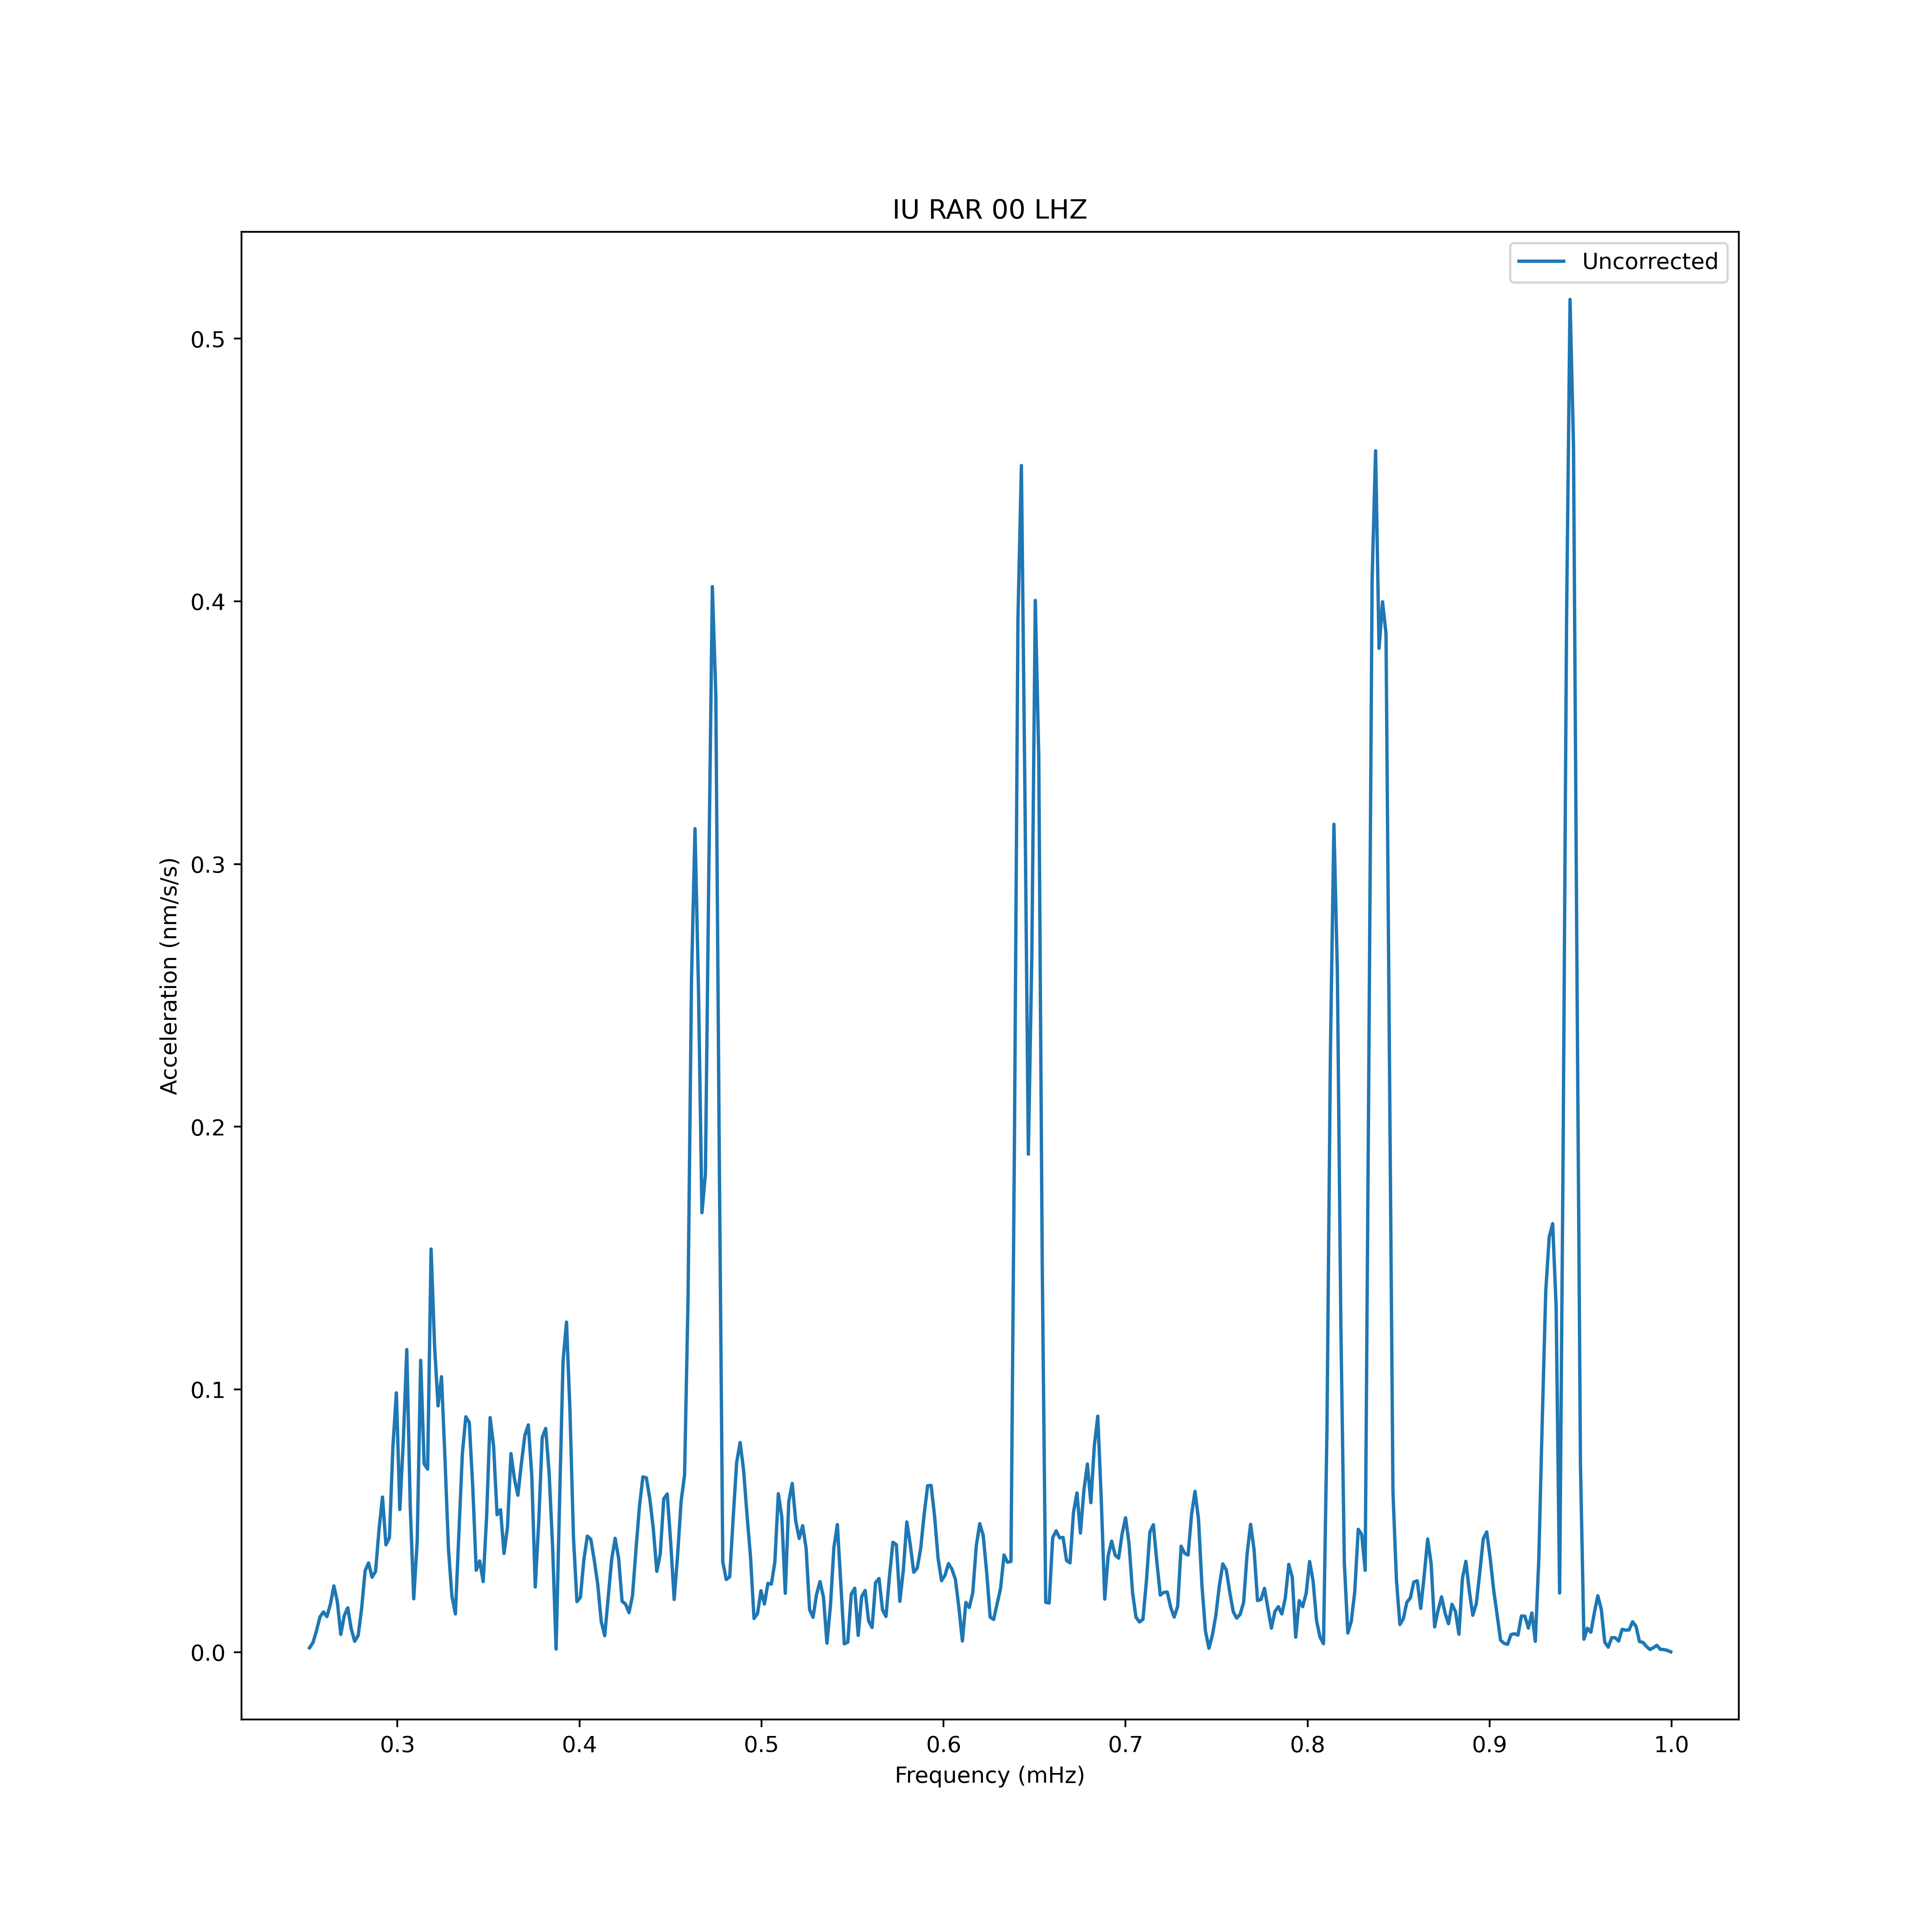 IU RAR 00 LHZ
Uncorrected
0.5
0.4
0.3
0.2
0.1
0.0
Acceleration (nm/s/s)
0.3 0.4 0.5 0.6 0.7 0.8 0.9 1.0
Frequency (mHz)